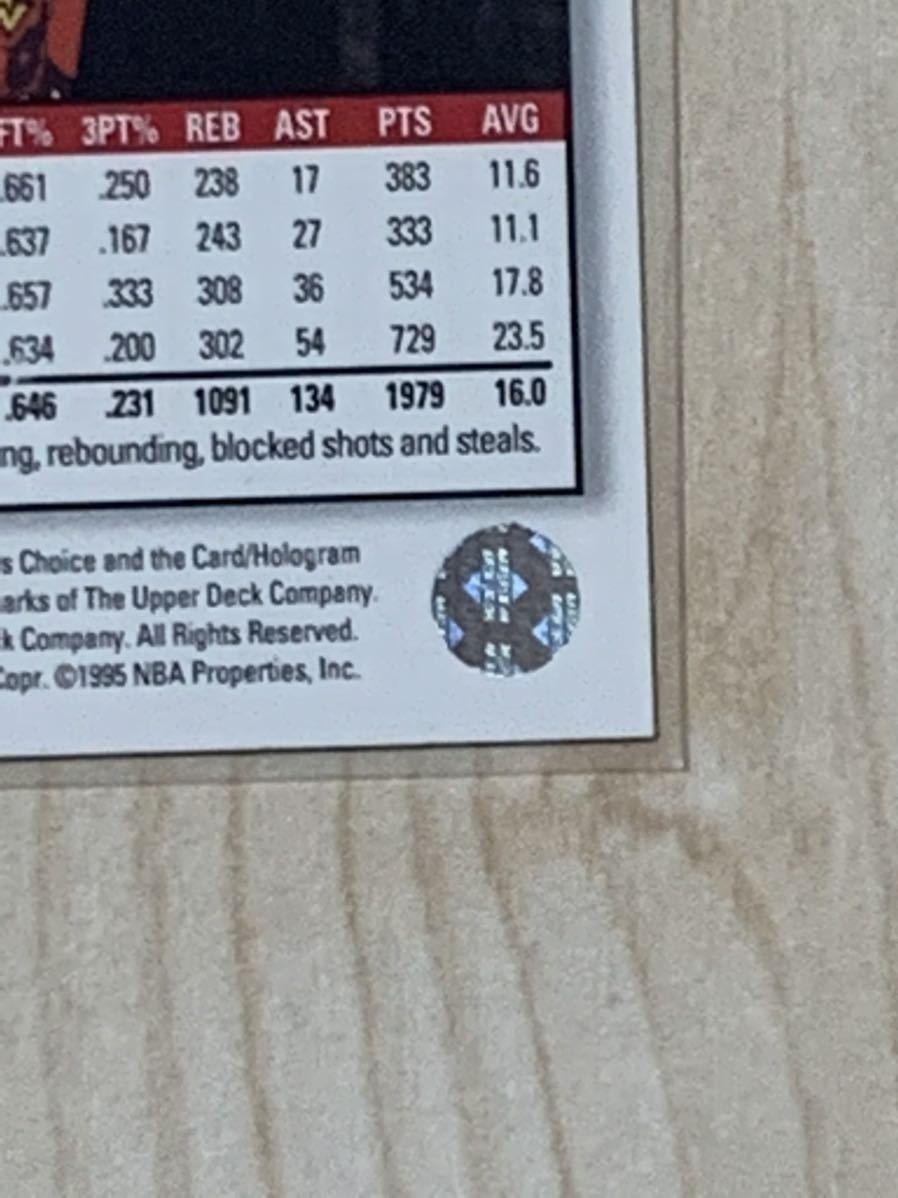 FT% 3PT% REB AST PTS AVG
.661 .250 238 17 383 11.6
.637 .167 243 27 333 11.1
.657 .333 308 36 534 17.8
.634 .200 302 54 729 23.5
.646 .231 1091 134 1979 16.0
ng, rebounding, blocked shots and steals.
s Choice and the Card/Hologram
arks of The Upper Deck Company.
k Company. All Rights Reserved.
Copr. ©1995 NBA Properties, Inc.